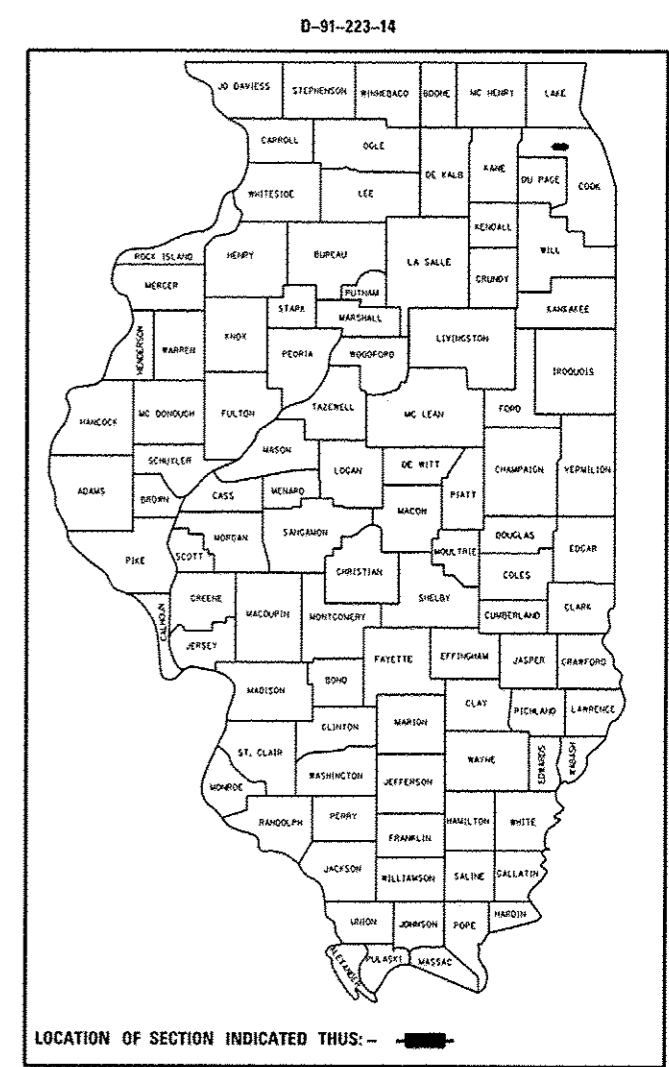 D-91-223-14
JO DAVIESS STEPHENSON WINNEBAGO BOONE MC HENRY LAKE
CARROLL OGLE DE KALB KANE DU PAGE COOK
WHITESIDE LEE
KENDALL WILL
ROCK ISLAND HENRY BUREAU LA SALLE GRUNDY
MERCER PUTNAM KANKAKEE
STARK MARSHALL
HENDERSON WARREN KNOX PEORIA WOODFORD LIVINGSTON IROQUOIS
HANCOCK MC DONOUGH FULTON TAZEWELL MC LEAN FORD
SCHUYLER MASON LOGAN DE WITT CHAMPAIGN VERMILION
ADAMS BROWN CASS MENARD PIATT
MACON
PIKE SCOTT MORGAN SANGAMON MOULTRIE DOUGLAS EDGAR
CHRISTIAN COLES
CALHOUN GREENE MACOUPIN MONTGOMERY SHELBY CUMBERLAND CLARK
JERSEY
FAYETTE EFFINGHAM JASPER CRAWFORD
MADISON BOND
CLAY RICHLAND LAWRENCE
CLINTON MARION
ST. CLAIR WAYNE EDWARDS WABASH
WASHINGTON JEFFERSON
MONROE
RANDOLPH PERRY HAMILTON WHITE
FRANKLIN
JACKSON WILLIAMSON SALINE GALLATIN
UNION JOHNSON POPE HARDIN
ALEXANDER PULASKI MASSAC
LOCATION OF SECTION INDICATED THUS: -